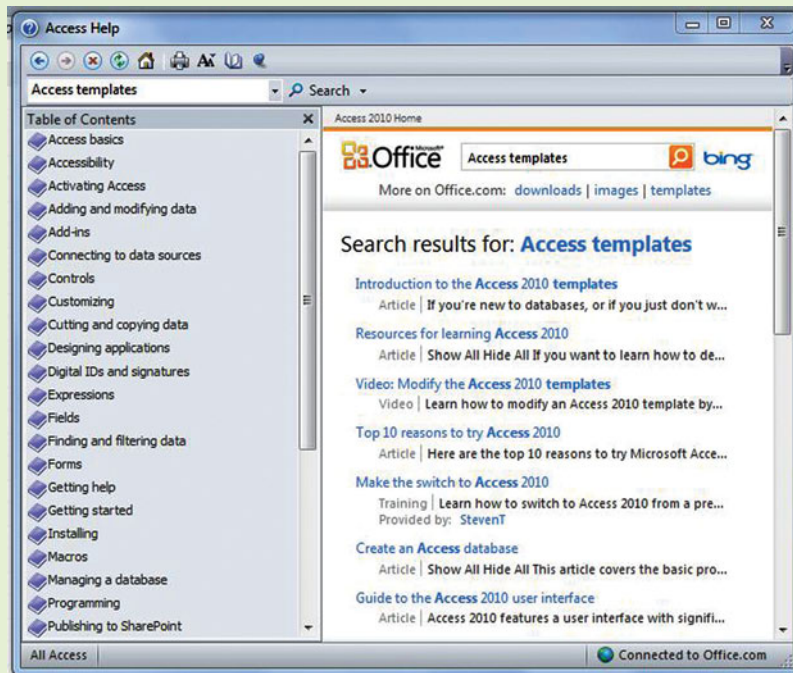 Access Help
Access templates
Search
Table of Contents
Access basics
Accessibility
Activating Access
Adding and modifying data
Add-ins
Connecting to data sources
Controls
Customizing
Cutting and copying data
Designing applications
Digital IDs and signatures
Expressions
Fields
Finding and filtering data
Forms
Getting help
Getting started
Installing
Macros
Managing a database
Programming
Publishing to SharePoint
Access 2010 Home
Microsoft
Office
Access templates
bing
More on Office.com: downloads | images | templates
Search results for: Access templates
Introduction to the Access 2010 templates
Article | If you're new to databases, or if you just don't w...
Resources for learning Access 2010
Article | Show All Hide All If you want to learn how to de...
Video: Modify the Access 2010 templates
Video | Learn how to modify an Access 2010 template by...
Top 10 reasons to try Access 2010
Article | Here are the top 10 reasons to try Microsoft Acce...
Make the switch to Access 2010
Training | Learn how to switch to Access 2010 from a pre...
Provided by: StevenT
Create an Access database
Article | Show All Hide All This article covers the basic pro...
Guide to the Access 2010 user interface
Article | Access 2010 features a user interface with signifi...
All Access
Connected to Office.com